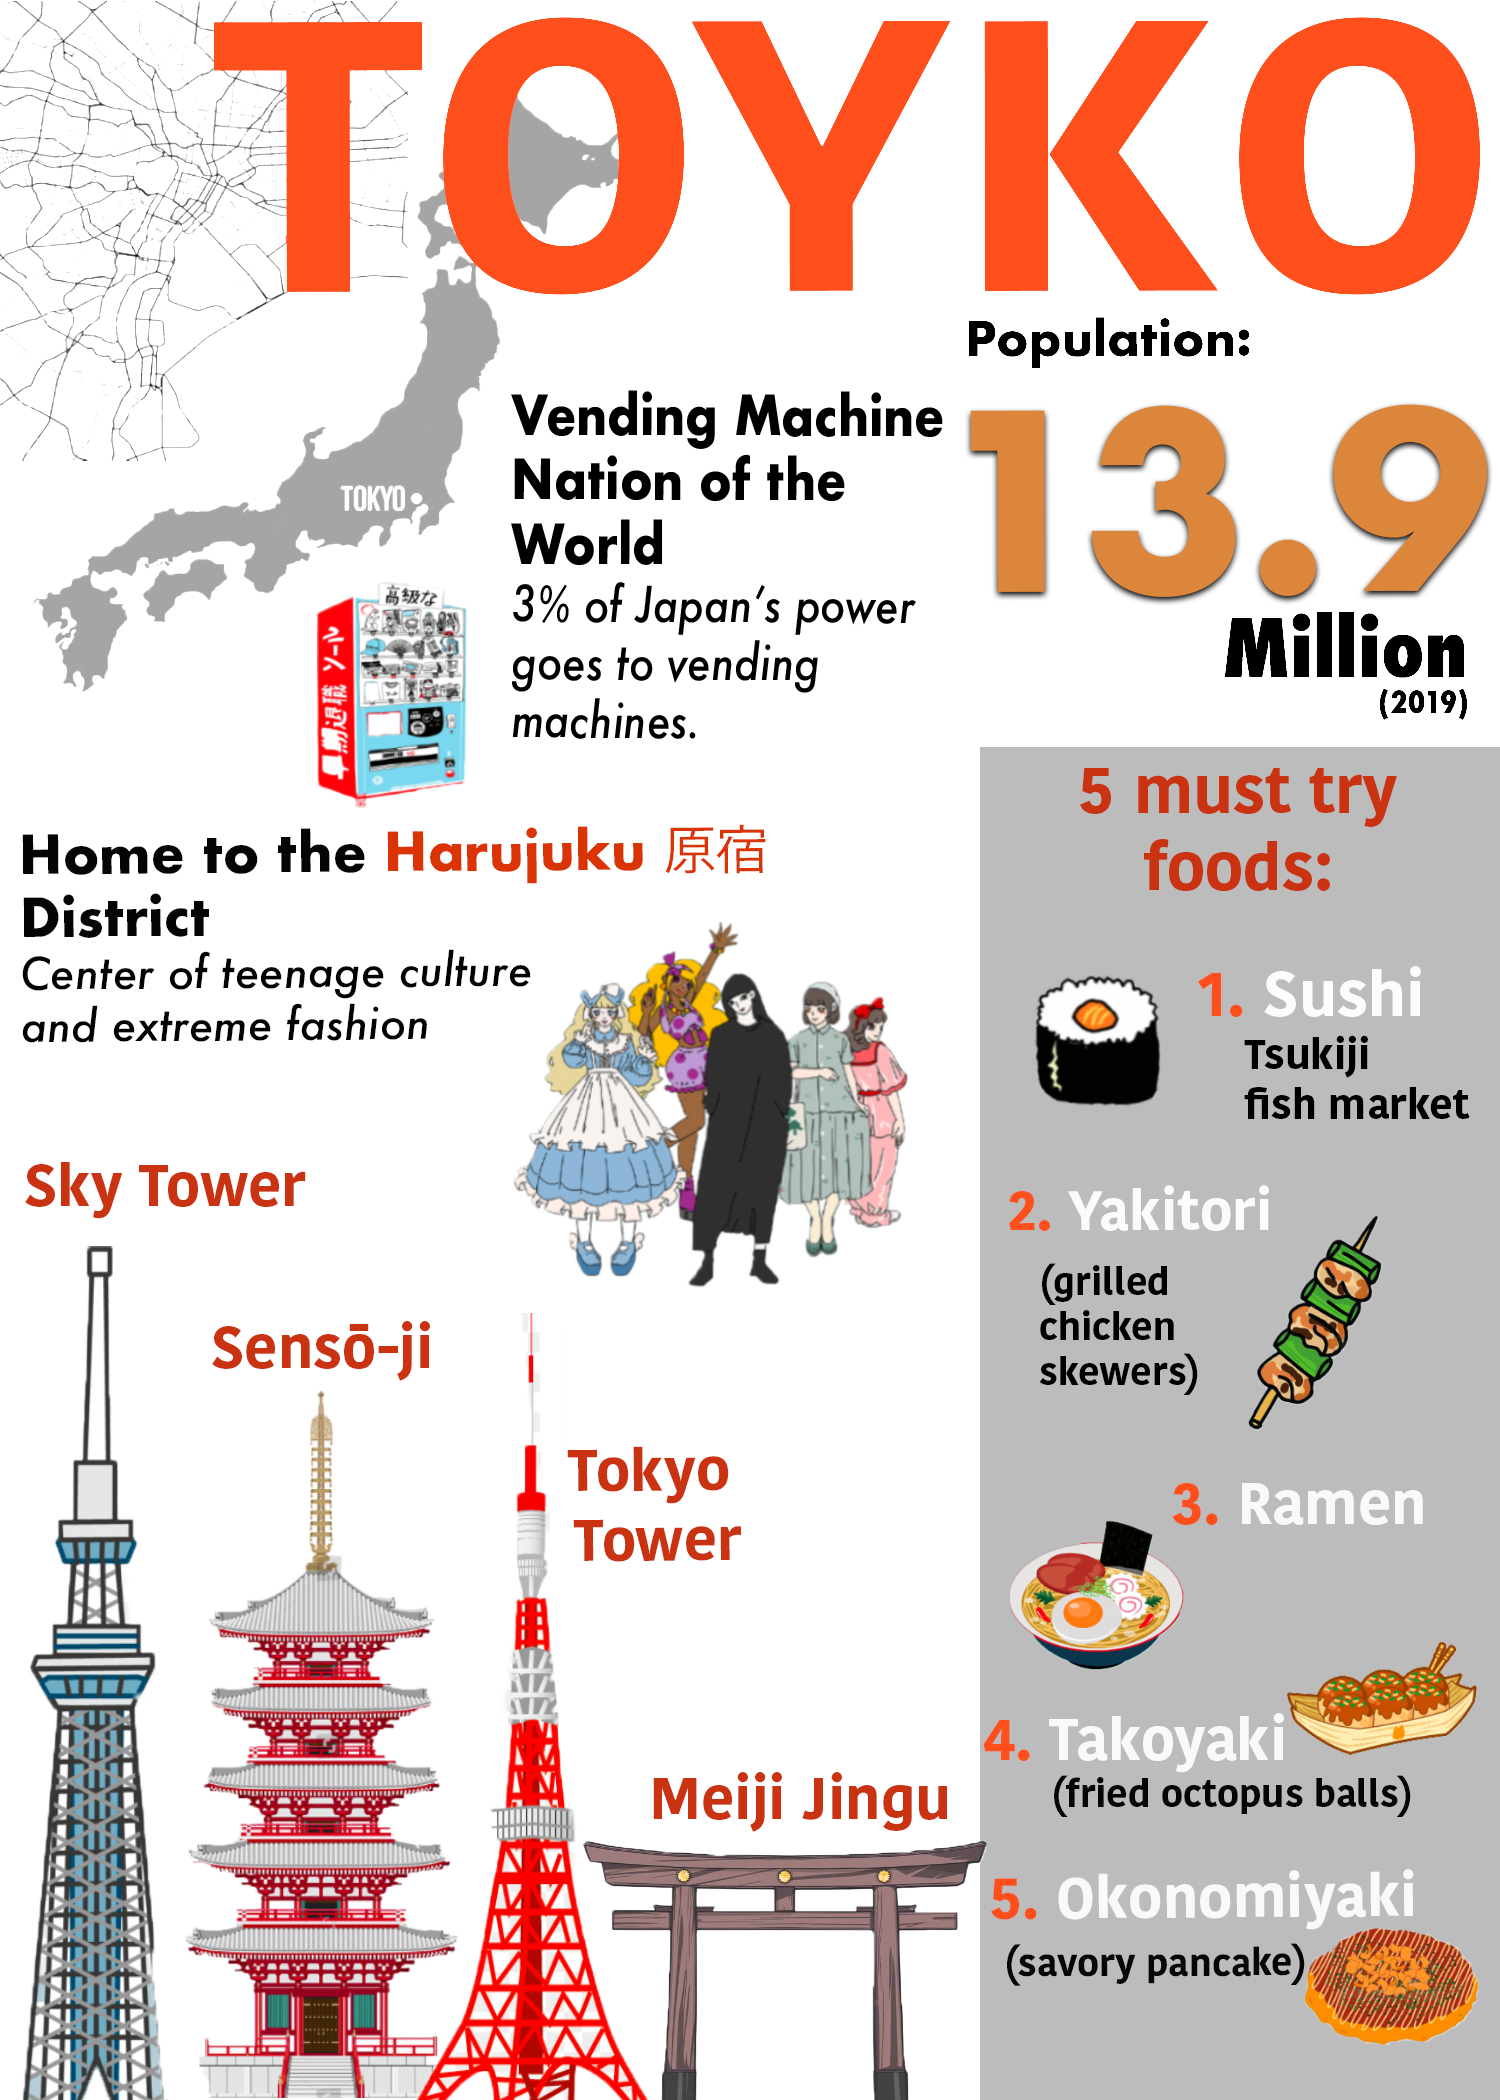 TOYKO
TOKYO
Population:
13.9
Million
(2019)
Vending Machine
Nation of the
World
3% of Japan's power
goes to vending
machines.
高級な
Home to the Harujuku 原宿
District
Center of teenage culture
and extreme fashion
Sky Tower
Sensō-ji
Tokyo
Tower
Meiji Jingu
5 must try
foods:
1. Sushi
Tsukiji
fish market
2. Yakitori
(grilled
chicken
skewers)
3. Ramen
4. Takoyaki
(fried octopus balls)
5. Okonomiyaki
(savory pancake)